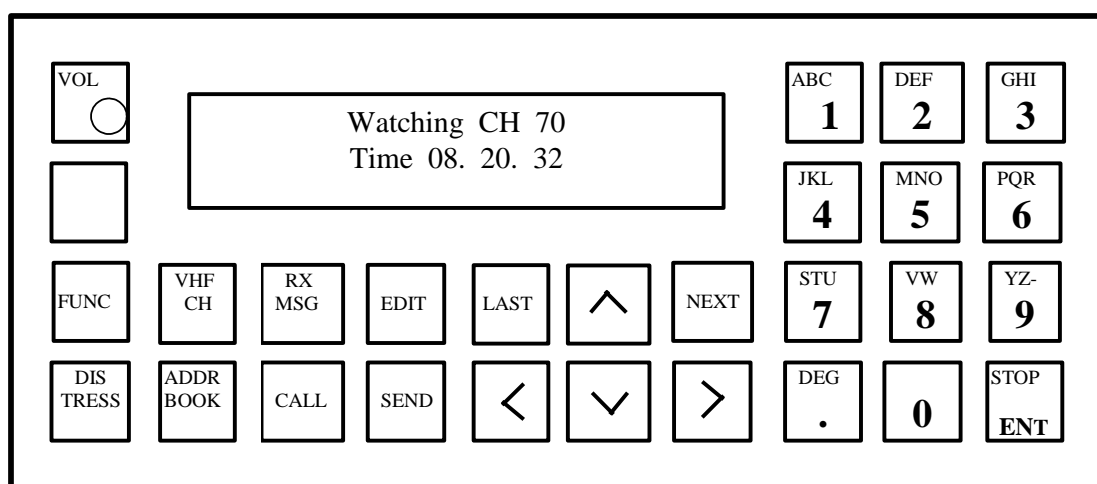 VOL
Watching CH 70
Time 08. 20. 32
ABC
1
DEF
2
GHI
3
JKL
4
MNO
5
PQR
6
FUNC
VHF
CH
RX
MSG
EDIT
LAST
NEXT
STU
7
VW
8
YZ-
9
DIS
TRESS
ADDR
BOOK
CALL
SEND
DEG
.
0
STOP
ENT